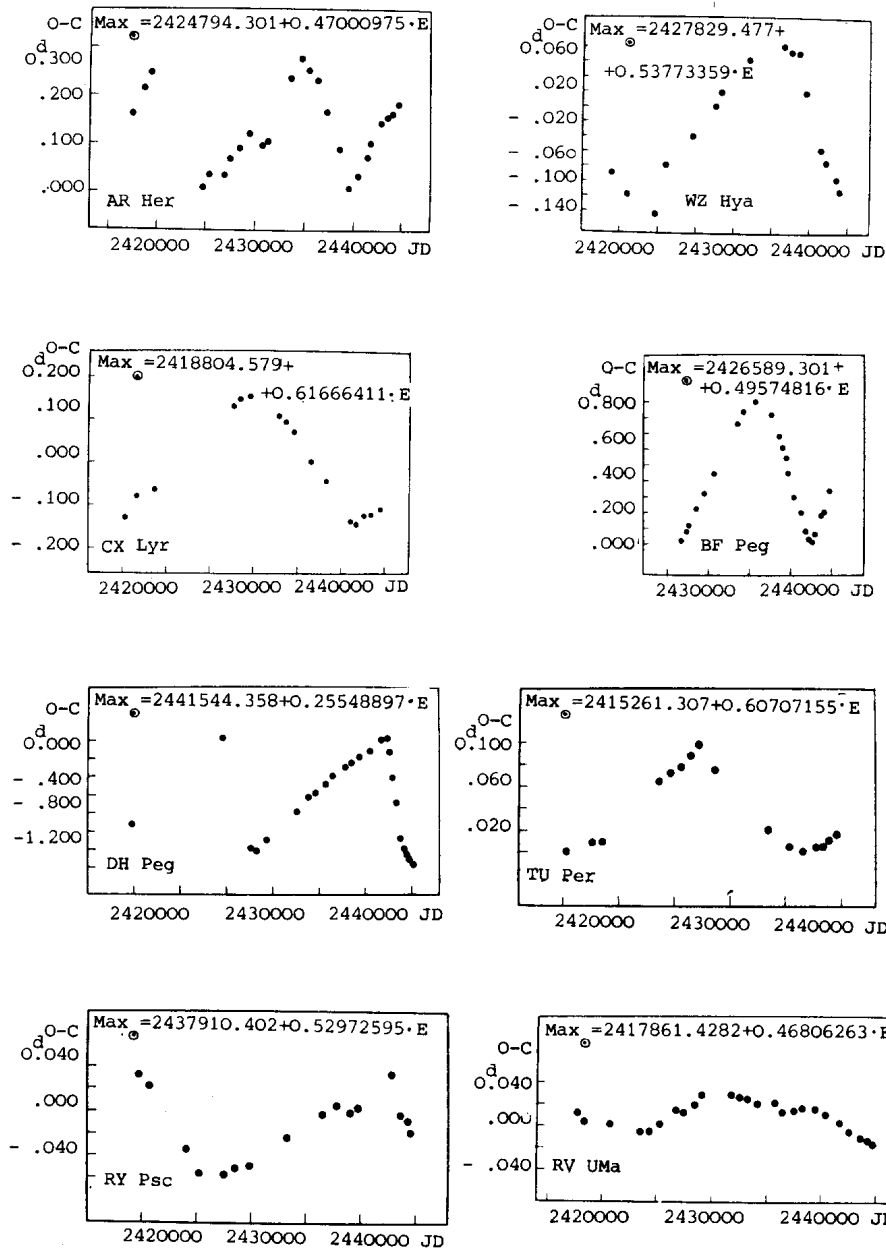 O-C
Max =2424794.301+0.47000975·E
d
0.300
.200
.100
.000
AR Her
2420000 2430000 2440000 JD
O-C
Max =2427829.477+
+0.53773359·E
d
0.060
.020
- .020
- .060
- .100
- .140
WZ Hya
2420000 2430000 2440000 JD
O-C
Max =2418804.579+
+0.61666411·E
d
0.200
.100
.000
- .100
- .200
CX Lyr
2420000 2430000 2440000 JD
O-C
Max =2426589.301+
+0.49574816·E
d
0.800
.600
.400
.200
.000
BF Peg
2430000 2440000 JD
O-C
Max =2441544.358+0.25548897·E
d
0.000
- .400
- .800
-1.200
DH Peg
2420000 2430000 2440000 JD
O-C
Max =2415261.307+0.60707155·E
d
0.100
.060
.020
TU Per
2420000 2430000 2440000 JD
O-C
Max =2437910.402+0.52972595·E
d
0.040
.000
- .040
RY Psc
2420000 2430000 2440000 JD
O-C
Max =2417861.4282+0.46806263·E
d
0.040
0.000
- .040
RV UMa
2420000 2430000 2440000 JD